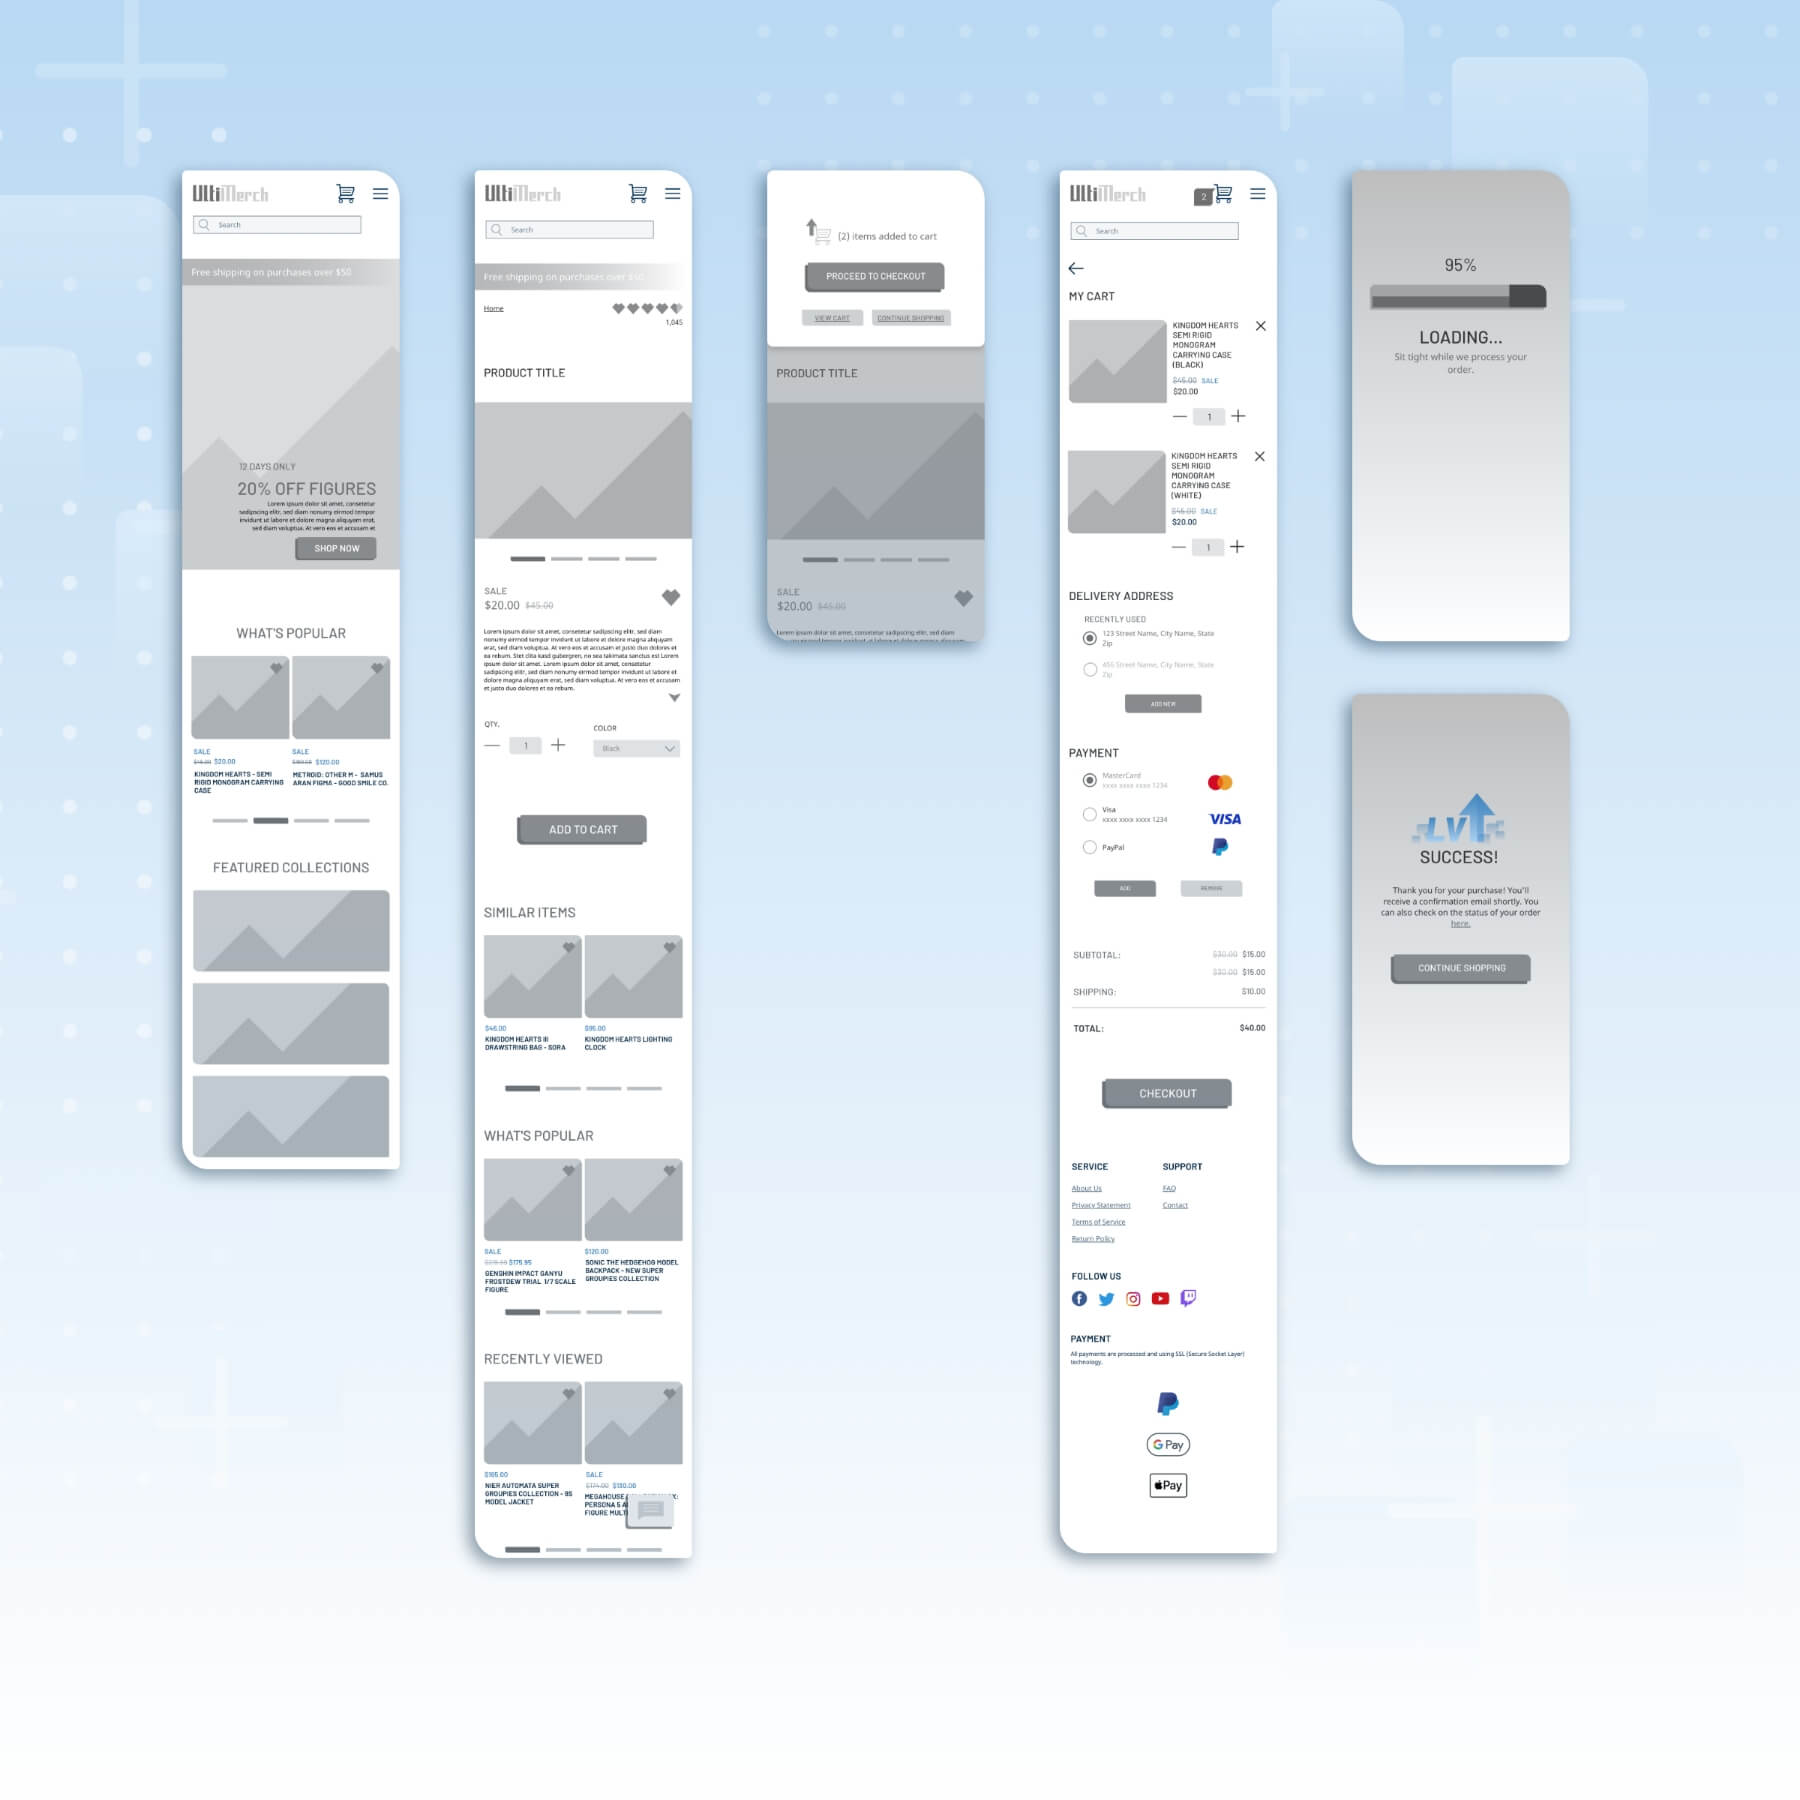 UltiMerch
Search
Free shipping on purchases over $50
12 DAYS ONLY
20% OFF FIGURES
Lorem ipsum dolor sit amet, consetetur
sadipscing elitr, sed diam nonumy eirmod tempor
invidunt ut labore et dolore magna aliquyam erat,
sed diam voluptua. At vero eos et accusam et
SHOP NOW
WHAT'S POPULAR
SALE
$20.00
KINGDOM HEARTS - SEMI
RIGID MONOGRAM CARRYING
CASE
SALE
$120.00
METROID: OTHER M - SAMUS
ARAN FIGMA - GOOD SMILE CO.
FEATURED COLLECTIONS
UltiMerch
Search
Free shipping on purchases over $50
Home
1,045
PRODUCT TITLE
SALE
$20.00 $45.00
Lorem ipsum dolor sit amet, consetetur sadipscing elitr, sed diam
nonumy eirmod tempor invidunt ut labore et dolore magna aliquyam
erat, sed diam voluptua. At vero eos et accusam et justo duo dolores et
ea rebum. Stet clita kasd gubergren, no sea takimata sanctus est Lorem
ipsum dolor sit amet. Lorem ipsum dolor sit amet, consetetur
sadipscing elitr, sed diam nonumy eirmod tempor invidunt ut labore et
dolore magna aliquyam erat, sed diam voluptua. At vero eos et accusam
et justo duo dolores et ea rebum.
QTY.
1
COLOR
Black
ADD TO CART
SIMILAR ITEMS
$45.00
KINGDOM HEARTS III
DRAWSTRING BAG - SORA
$95.00
KINGDOM HEARTS LIGHTING
CLOCK
WHAT'S POPULAR
SALE
$175.95
GENSHIN IMPACT GANYU
FROSTDEW TRIAL 1/7 SCALE
FIGURE
$120.00
SONIC THE HEDGEHOG MODEL
BACKPACK - NEW SUPER
GROUPIES COLLECTION
RECENTLY VIEWED
$165.00
NIER AUTOMATA SUPER
GROUPIES COLLECTION - 9S
MODEL JACKET
SALE
$174.00 $130.00
MEGAHOUSE
PERSONA 5 A
FIGURE MULTI
(2) items added to cart
PROCEED TO CHECKOUT
VIEW CART
CONTINUE SHOPPING
PRODUCT TITLE
SALE
$20.00 $45.00
Lorem ipsum dolor sit amet, consetetur sadipscing elitr, sed diam
UltiMerch
2
Search
MY CART
KINGDOM HEARTS
SEMI RIGID
MONOGRAM
CARRYING CASE
(BLACK)
$45.00 SALE
$20.00
1
KINGDOM HEARTS
SEMI RIGID
MONOGRAM
CARRYING CASE
(WHITE)
$45.00 SALE
$20.00
1
DELIVERY ADDRESS
RECENTLY USED
123 Street Name, City Name, State
Zip
456 Street Name, City Name, State
Zip
ADD NEW
PAYMENT
MasterCard
xxxx xxxx xxxx 1234
Visa
xxxx xxxx xxxx 1234
VISA
PayPal
ADD
REMOVE
SUBTOTAL:
$30.00 $15.00
$30.00 $15.00
SHIPPING:
$10.00
TOTAL:
$40.00
CHECKOUT
SERVICE
About Us
Privacy Statement
Terms of Service
Return Policy
SUPPORT
FAQ
Contact
FOLLOW US
PAYMENT
All payments are processed and using SSL (Secure Socket Layer)
technology.
G Pay
Pay
95%
LOADING...
Sit tight while we process your
order.
LV
SUCCESS!
Thank you for your purchase! You'll
receive a confirmation email shortly. You
can also check on the status of your order
here.
CONTINUE SHOPPING